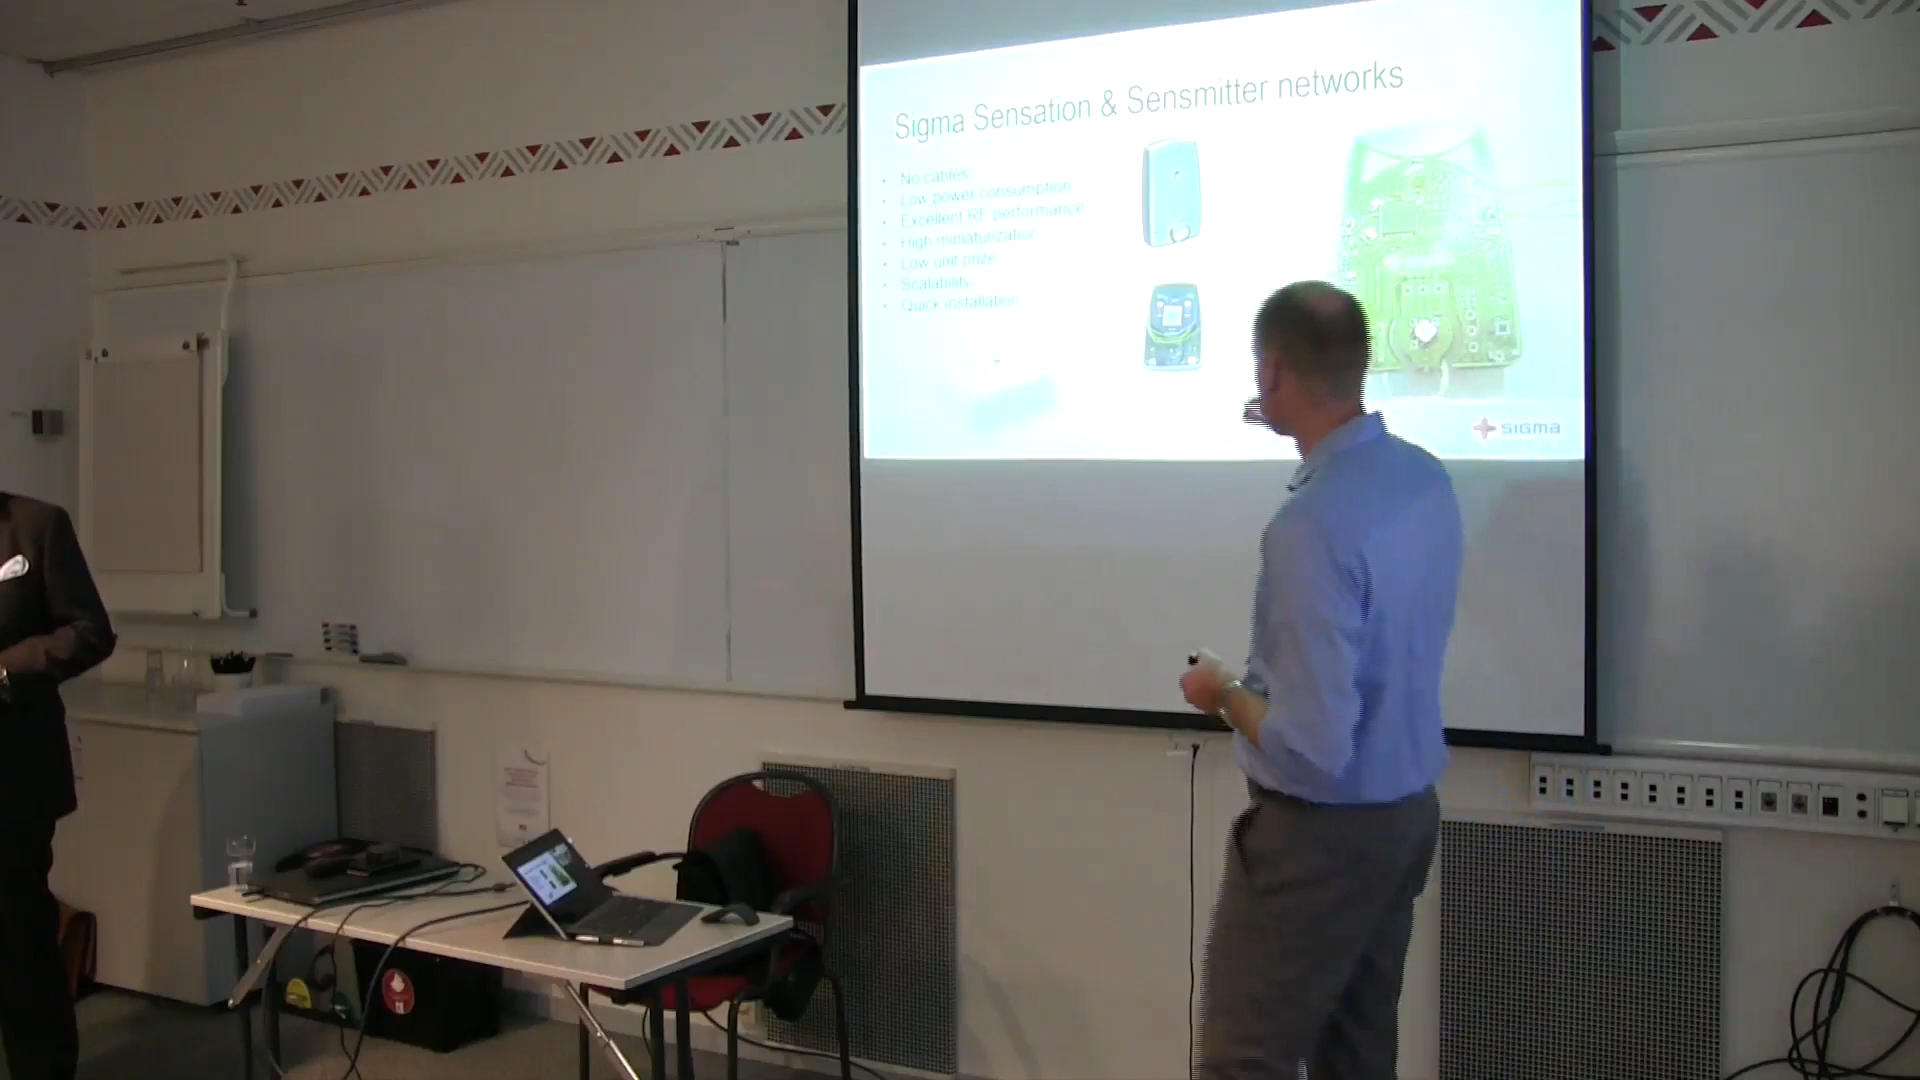 Sigma Sensation & Sensmitter networks
• No cables
• Low power consumption
• Excellent RF performance
• High miniaturization
• Low unit prize
• Scalability
• Quick installation
SIGMA